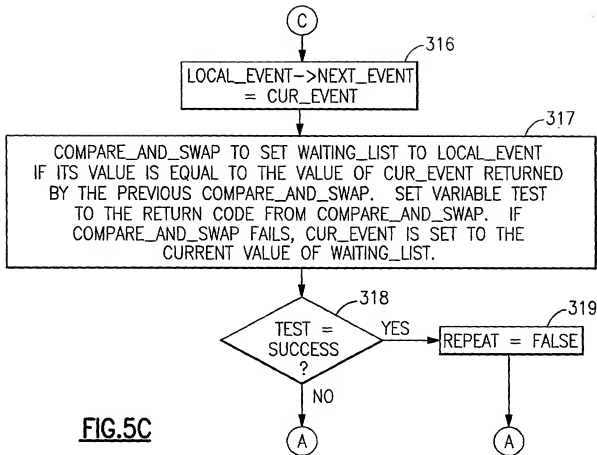 C
316
LOCAL_EVENT->NEXT_EVENT
= CUR_EVENT
317
COMPARE_AND_SWAP TO SET WAITING_LIST TO LOCAL_EVENT
IF ITS VALUE IS EQUAL TO THE VALUE OF CUR_EVENT RETURNED
BY THE PREVIOUS COMPARE_AND_SWAP. SET VARIABLE TEST
TO THE RETURN CODE FROM COMPARE_AND_SWAP. IF
COMPARE_AND_SWAP FAILS, CUR_EVENT IS SET TO THE
CURRENT VALUE OF WAITING_LIST.
318
TEST =
SUCCESS
?
YES
319
REPEAT = FALSE
NO
A
A
FIG.5C